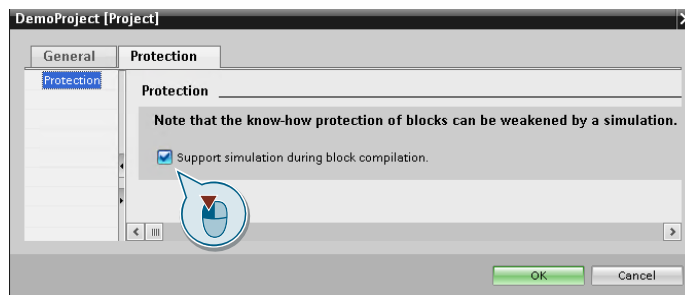 DemoProject [Project]
General Protection
Protection
Protection
Note that the know-how protection of blocks can be weakened by a simulation.
Support simulation during block compilation.
OK Cancel